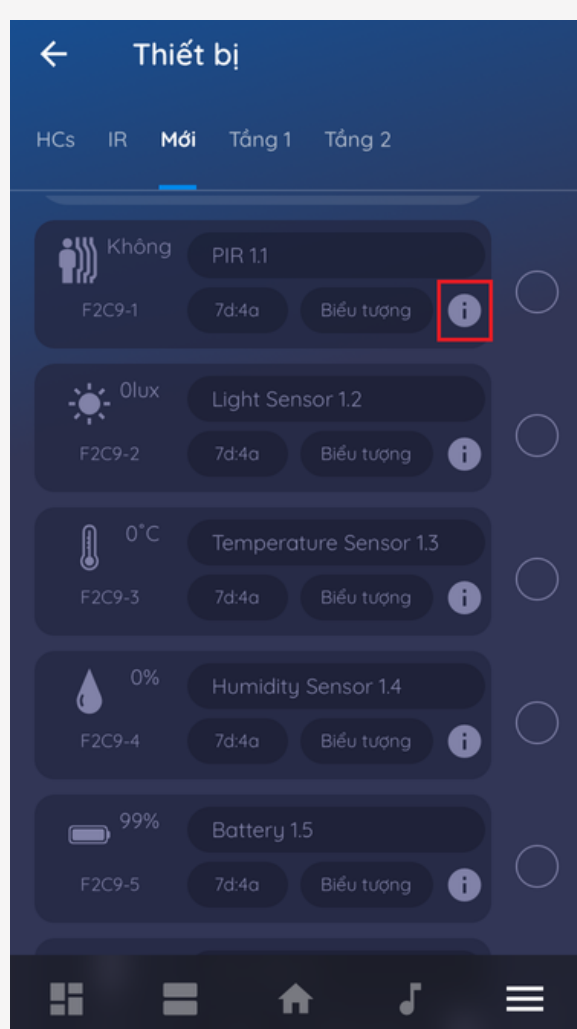 Thiết bị
HCs IR Mới Tầng 1 Tầng 2
Không
PIR 1.1
F2C9-1
7d:4a
Biểu tượng
i
0lux
Light Sensor 1.2
F2C9-2
7d:4a
Biểu tượng
i
0°C
Temperature Sensor 1.3
F2C9-3
7d:4a
Biểu tượng
i
0%
Humidity Sensor 1.4
F2C9-4
7d:4a
Biểu tượng
i
99%
Battery 1.5
F2C9-5
7d:4a
Biểu tượng
i